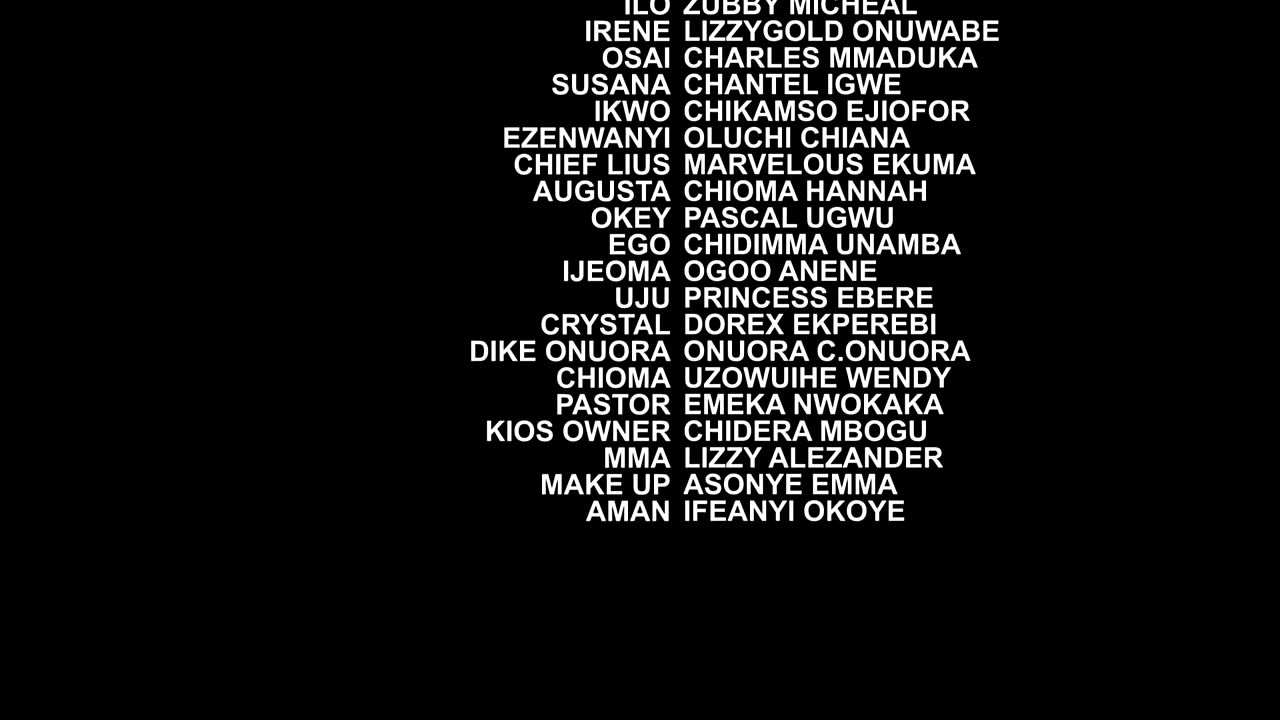 ILO ZUBBY MICHEAL
IRENE LIZZYGOLD ONUWABE
OSAI CHARLES MMADUKA
SUSANA CHANTEL IGWE
IKWO CHIKAMSO EJIOFOR
EZENWANYI OLUCHI CHIANA
CHIEF LIUS MARVELOUS EKUMA
AUGUSTA CHIOMA HANNAH
OKEY PASCAL UGWU
EGO CHIDIMMA UNAMBA
IJEOMA OGOO ANENE
UJU PRINCESS EBERE
CRYSTAL DOREX EKPEREBI
DIKE ONUORA ONUORA C.ONUORA
CHIOMA UZOWUIHE WENDY
PASTOR EMEKA NWOKAKA
KIOS OWNER CHIDERA MBOGU
MMA LIZZY ALEZANDER
MAKE UP ASONYE EMMA
AMAN IFEANYI OKOYE